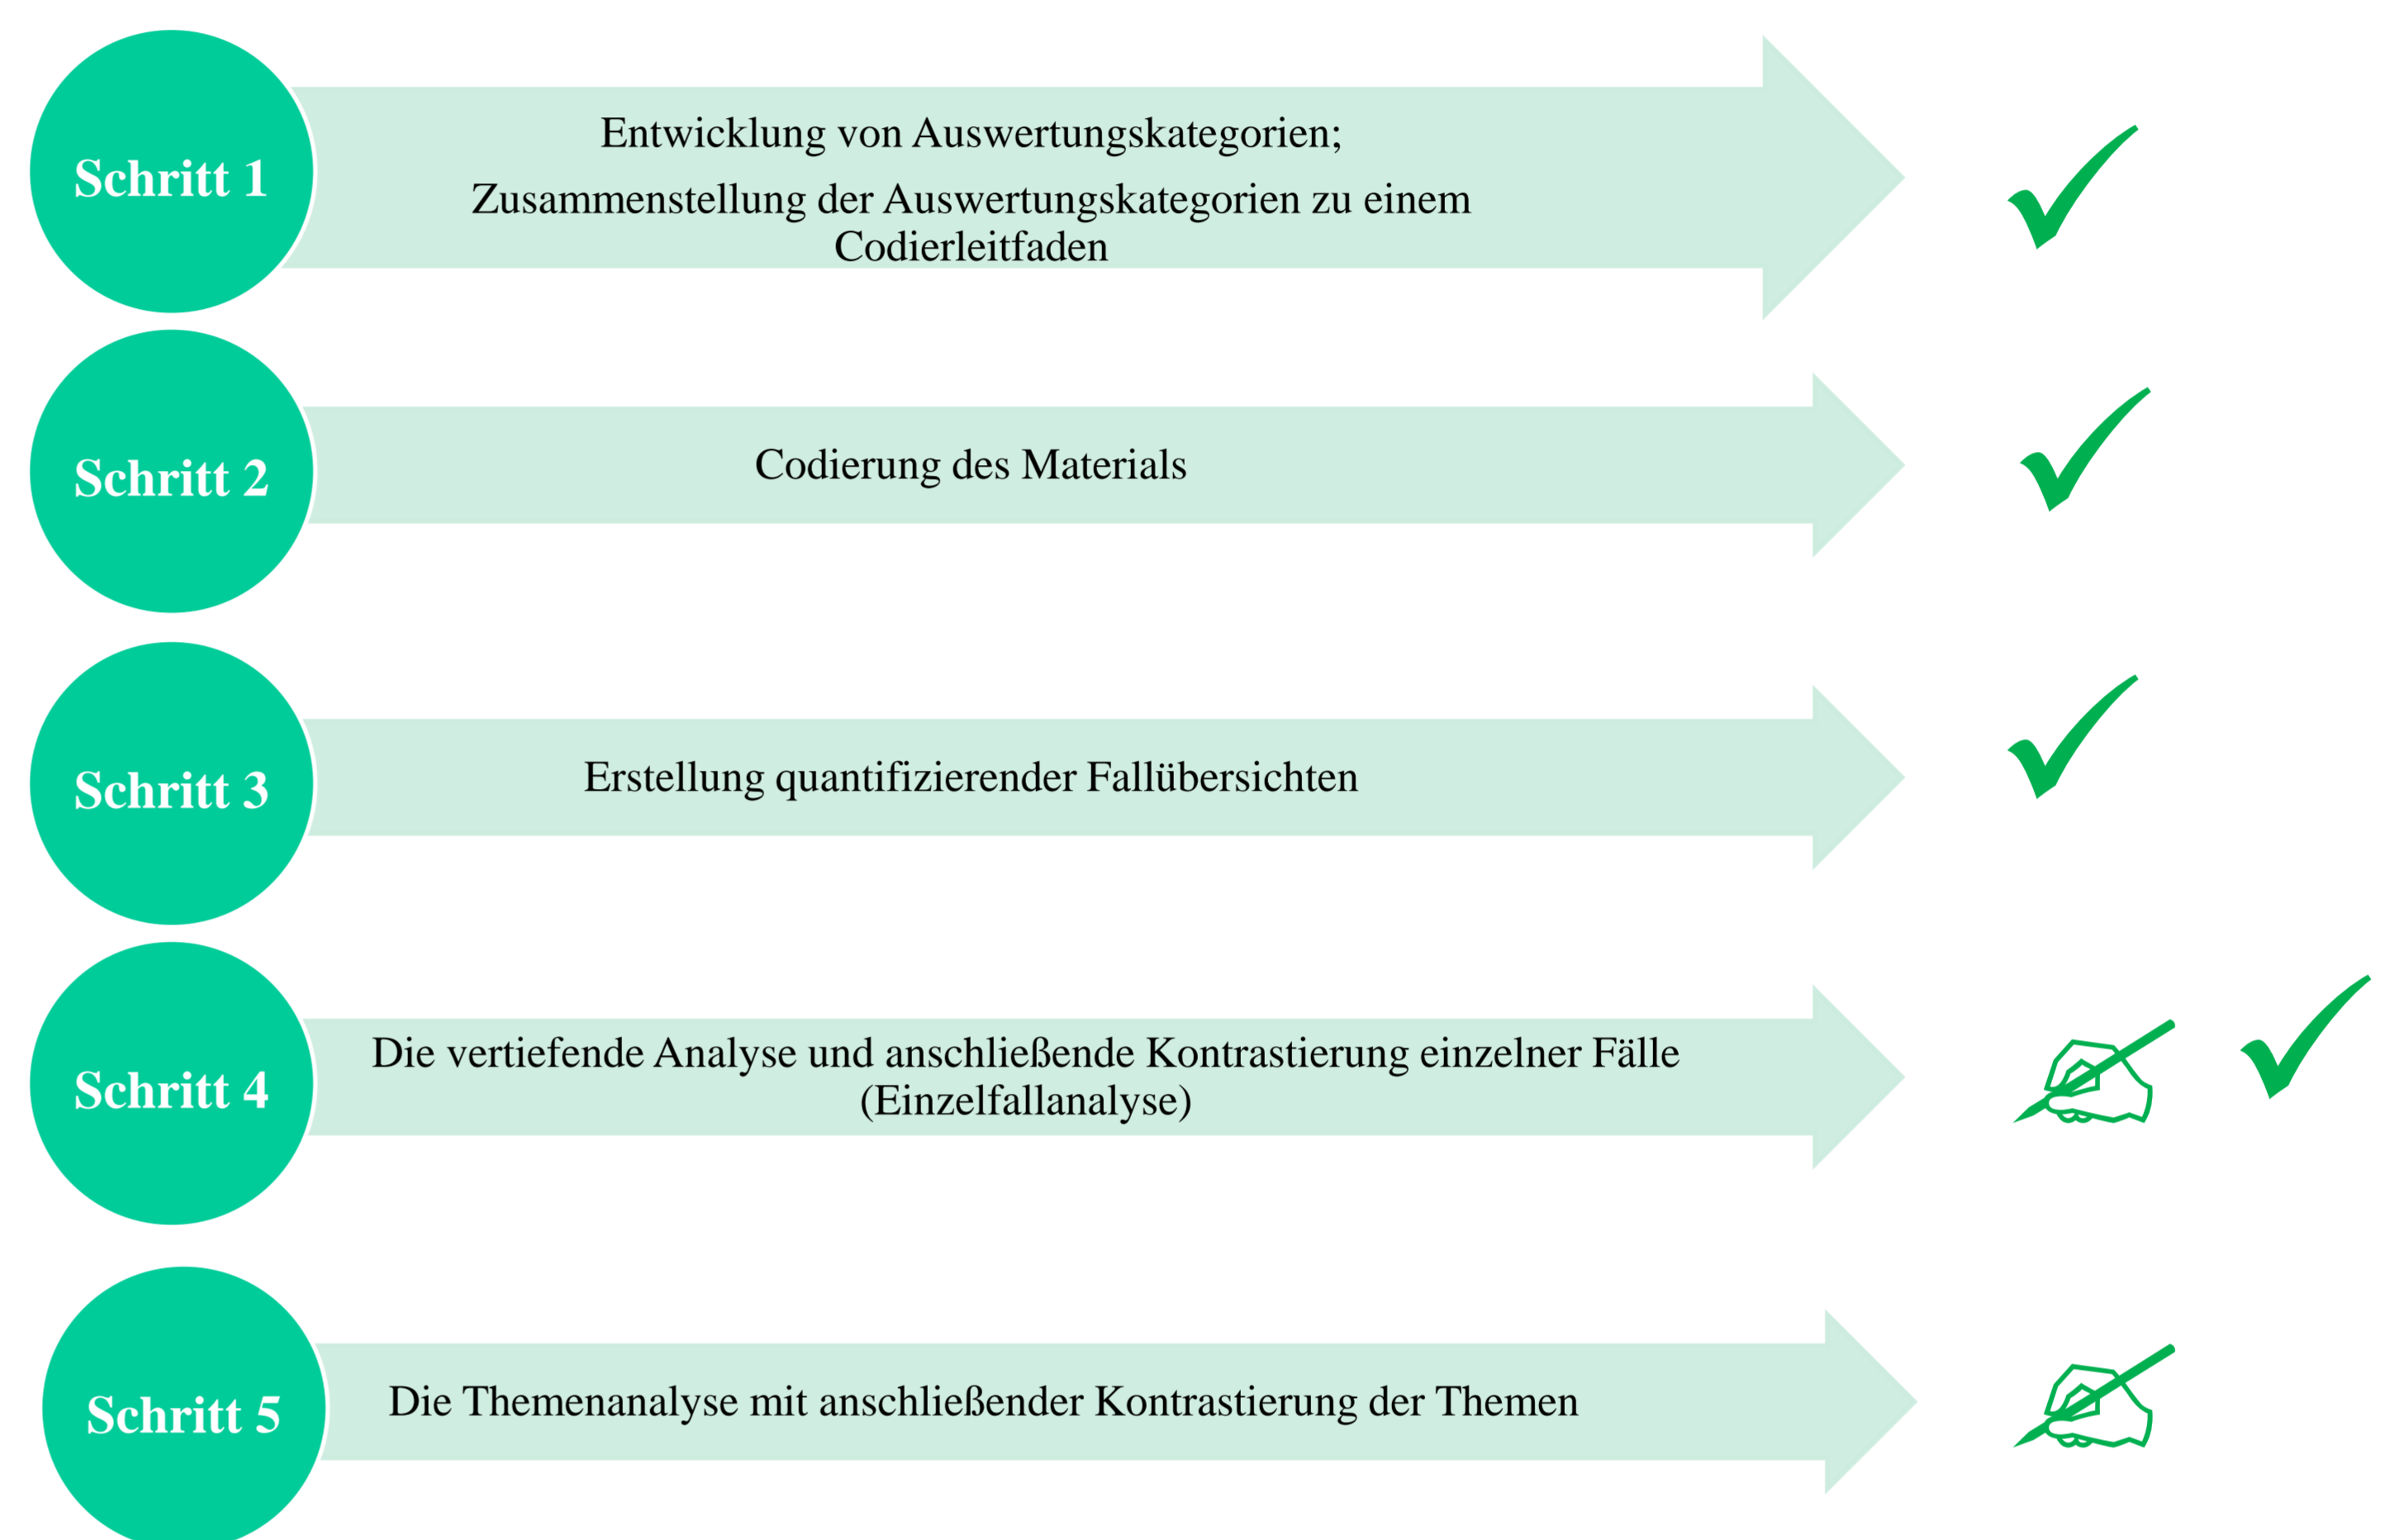 Schritt 1
Entwicklung von Auswertungskategorien;
Zusammenstellung der Auswertungskategorien zu einem
Codierleitfaden
Schritt 2
Codierung des Materials
Schritt 3
Erstellung quantifizierender Fallübersichten
Schritt 4
Die vertiefende Analyse und anschließende Kontrastierung einzelner Fälle
(Einzelfallanalyse)
Schritt 5
Die Themenanalyse mit anschließender Kontrastierung der Themen